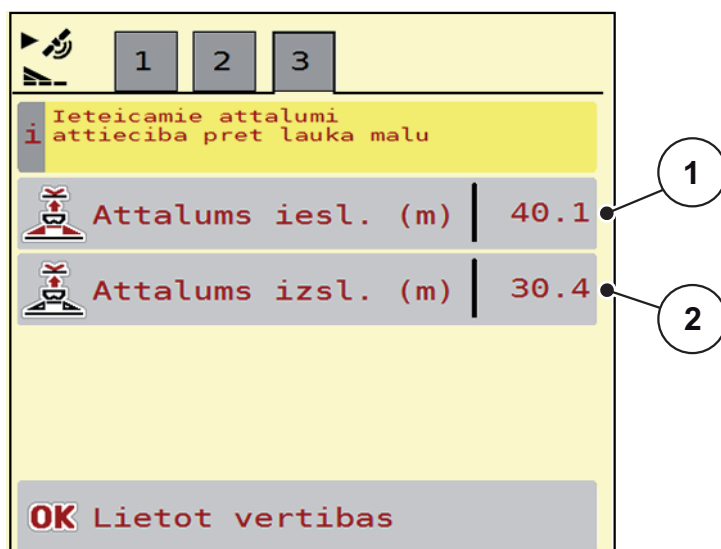 1 2 3
i Ieteicamie attalumi
attieciba pret lauka malu
Attalums iesl. (m) 40.1
1
Attalums izsl. (m) 30.4
2
OK Lietot vertibas